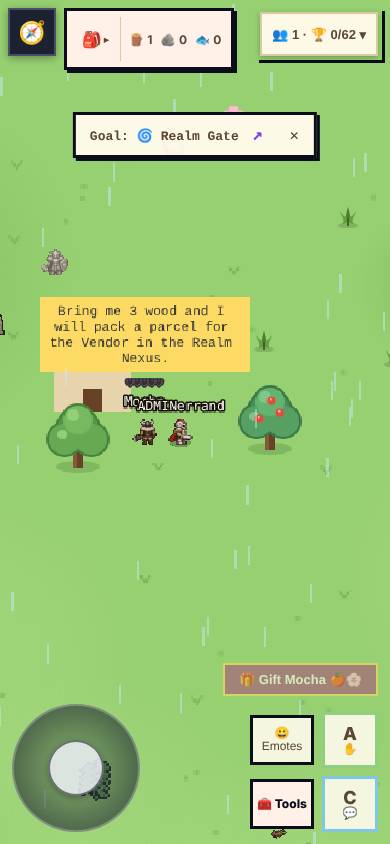 1 0 0
1 · 0/62
Goal: Realm Gate
Bring me 3 wood and I
will pack a parcel for
the Vendor in the Realm
Nexus.
ADMINerrand
Gift Mocha
Emotes
A
Tools
C